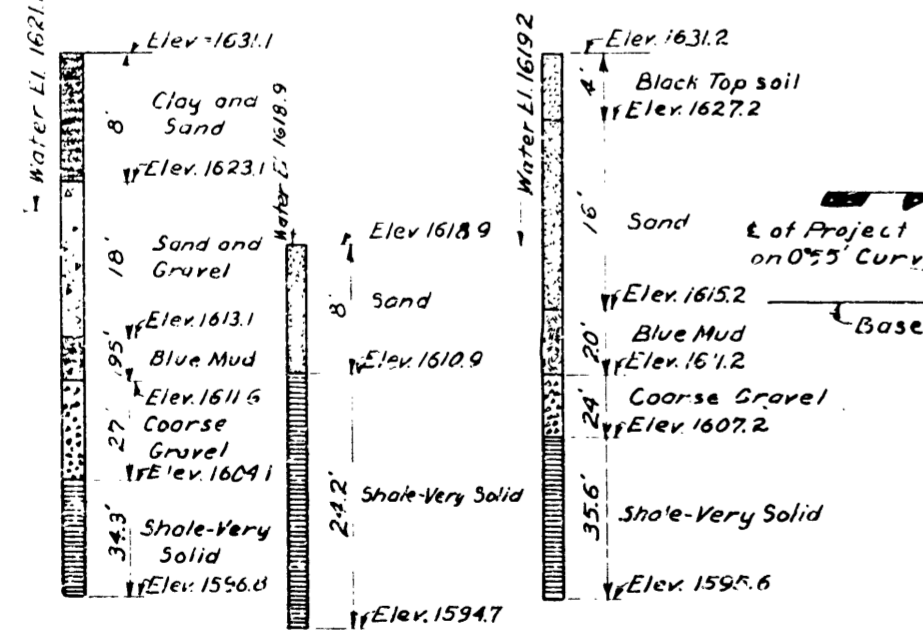 Water El. 1621.
Elev = 1631.1
8'
Clay and
Sand
Elev. 1623.1
18'
Sand and
Gravel
Elev. 1613.1
Blue Mud
95'
Elev. 1611.6
27'
Coarse
Gravel
Elev. 1604.1
34.3'
Shale-Very
Solid
Elev. 1596.8
Water El. 1618.9
Elev 1618.9
8'
Sand
Elev. 1610.9
24.2'
Shale-Very Solid
Elev. 1594.7
Water El. 1619.2
Elev. 1631.2
4'
Black Top soil
Elev. 1627.2
16'
Sand
Elev. 1615.2
20'
Blue Mud
24'
Coarse Gravel
Elev. 1607.2
35.6'
Shale-Very Solid
Elev. 1595.6
℄ of Project
on 0°55' Curv
Base